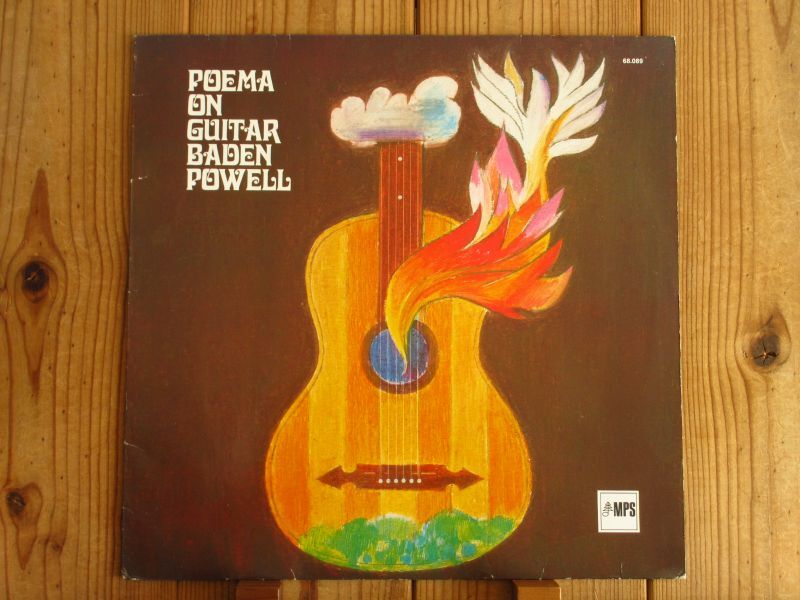 POEMA
ON
GUITAR
BADEN
POWELL
68.089
MPS